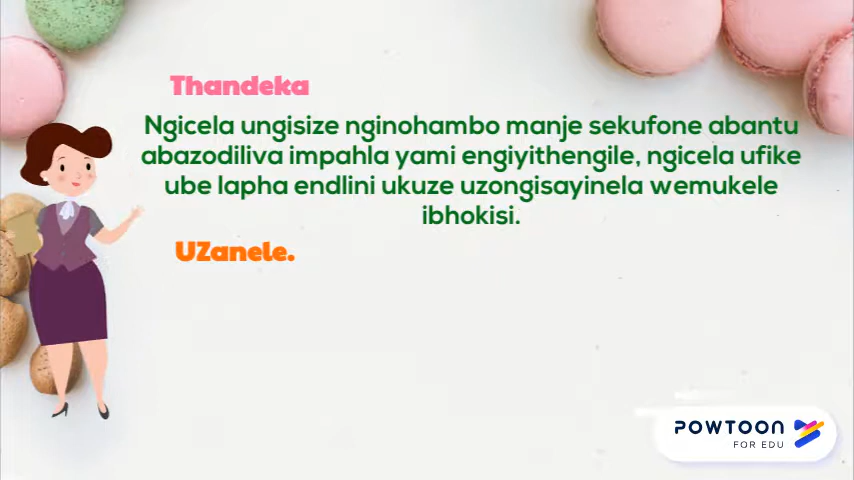 Thandeka
Ngicela ungisize nginohambo manje sekufone abantu
abazodiliva impahla yami engiyithengile, ngicela ufike
ube lapha endlini ukuze uzongisayinela wemukele
ibhokisi.
UZanele.
POWTOON
FOR EDU